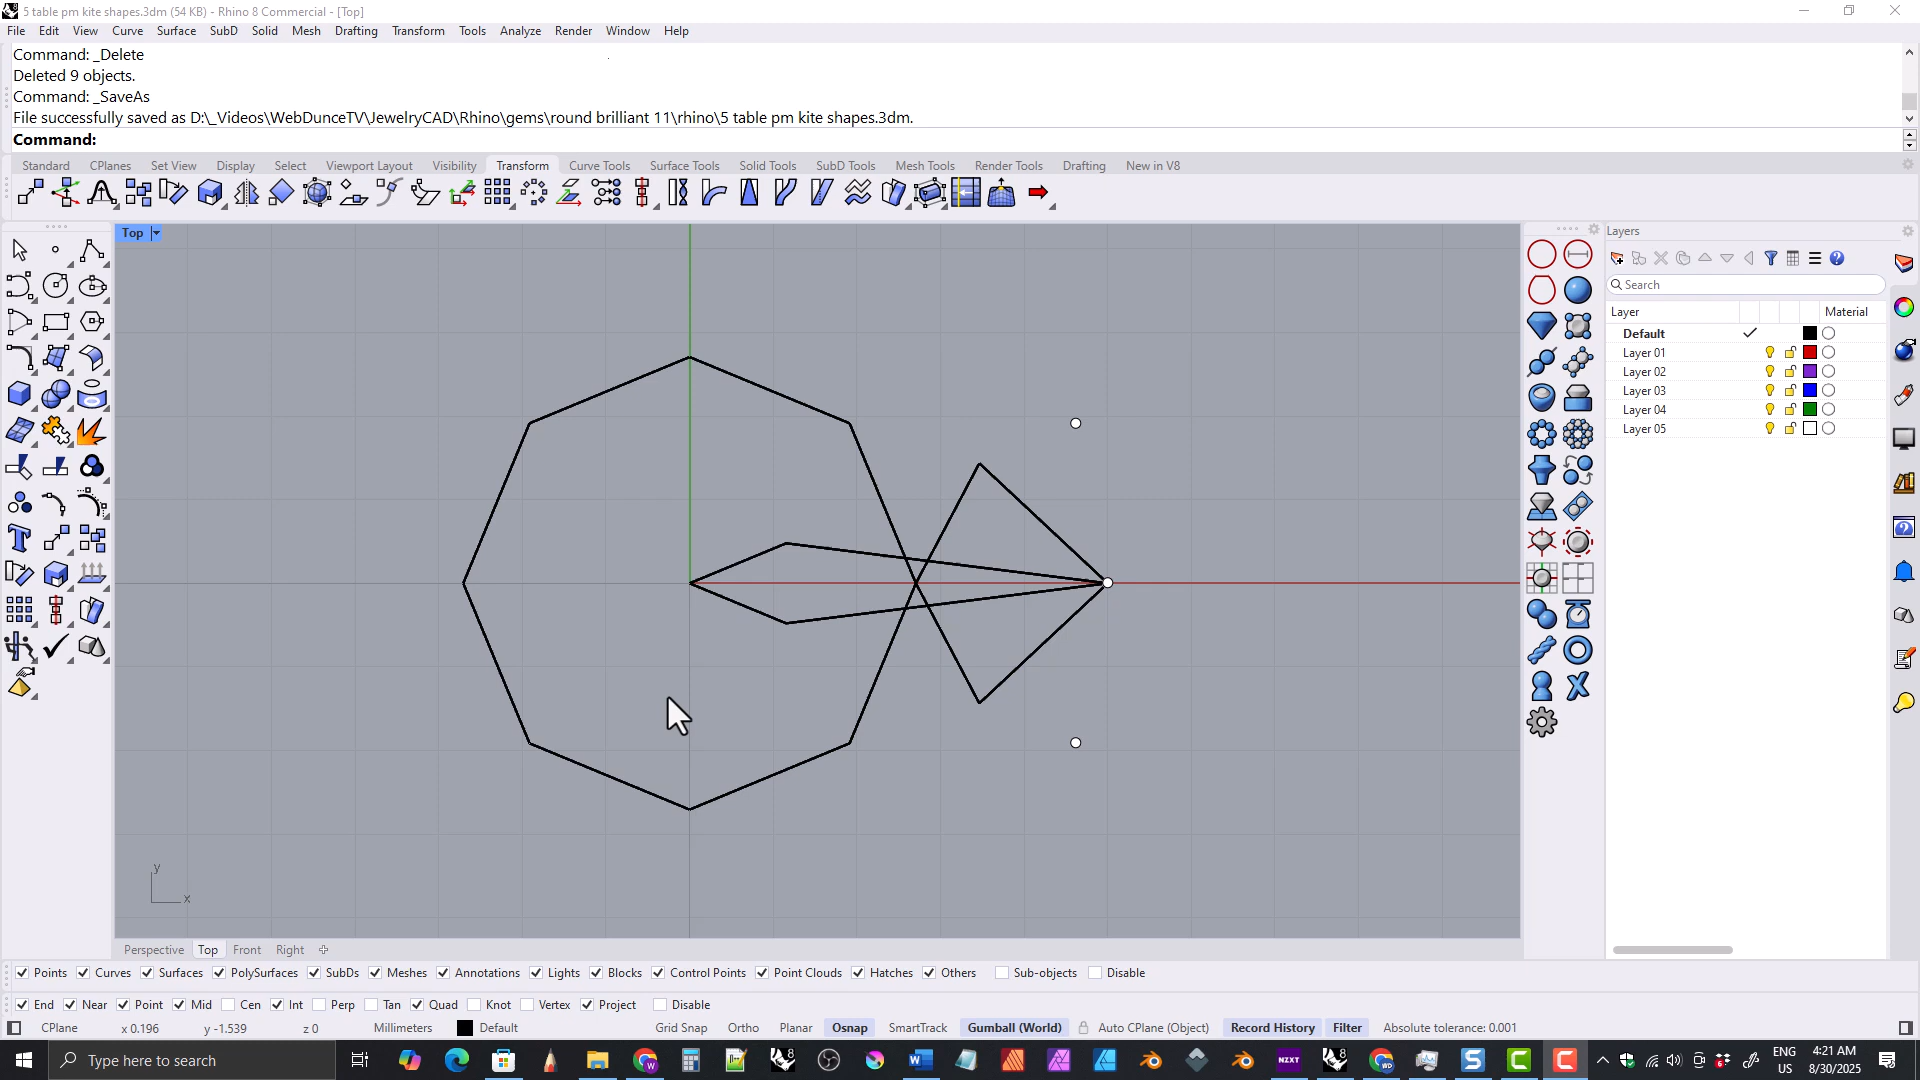 5 table pm kite shapes.3dm (54 KB) - Rhino 8 Commercial - [Top]
File Edit View Curve Surface SubD Solid Mesh Drafting Transform Tools Analyze Render Window Help
Command: _Delete
Deleted 9 objects.
Command: _SaveAs
File successfully saved as D:\_Videos\WebDunceTV\JewelryCAD\Rhino\gems\round brilliant 11\rhino\5 table pm kite shapes.3dm.
Command:
Standard CPlanes Set View Display Select Viewport Layout Visibility Transform Curve Tools Surface Tools Solid Tools SubD Tools Mesh Tools Render Tools Drafting New in V8
Top
Layers
Search
Layer Material
Default
Layer 01
Layer 02
Layer 03
Layer 04
Layer 05
y
x
Perspective Top Front Right
Points Curves Surfaces PolySurfaces SubDs Meshes Annotations Lights Blocks Control Points Point Clouds Hatches Others Sub-objects Disable
End Near Point Mid Cen Int Perp Tan Quad Knot Vertex Project Disable
CPlane x 0.196 y -1.539 z 0 Millimeters Default Grid Snap Ortho Planar Osnap SmartTrack Gumball (World) Auto CPlane (Object) Record History Filter Absolute tolerance: 0.001
Type here to search
NZXT
ENG
US
4:21 AM
8/30/2025